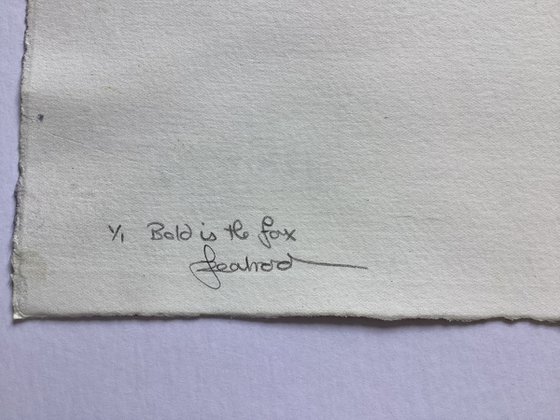 1/1 Bold is the fox